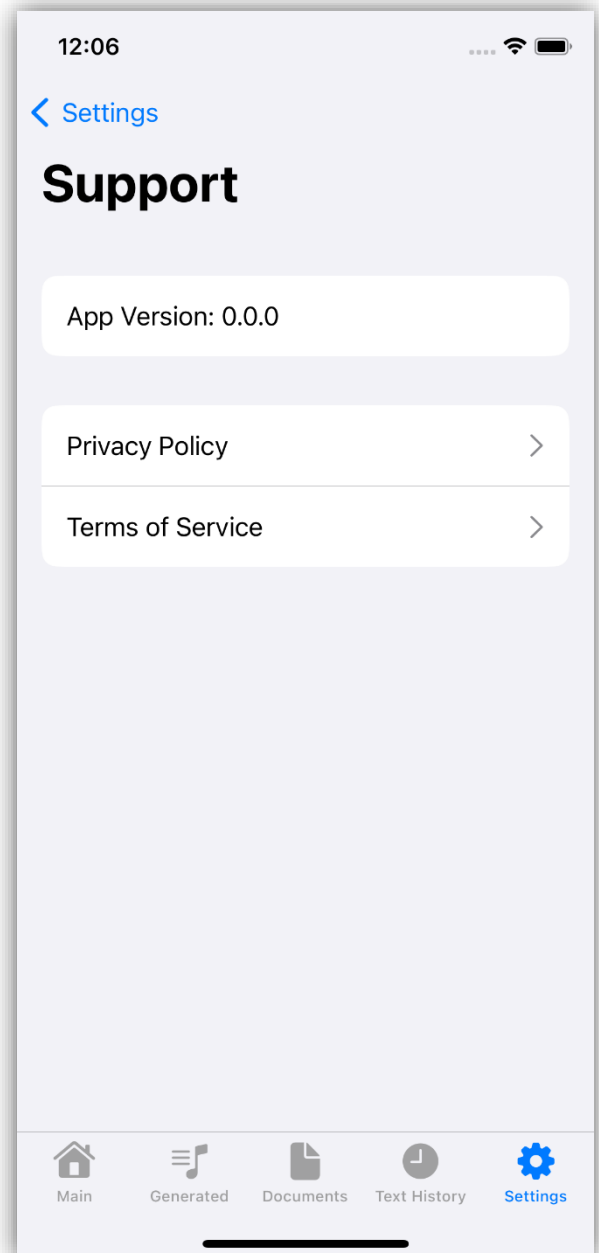 12:06
Settings
Support
App Version: 0.0.0
Privacy Policy
Terms of Service
Main Generated Documents Text History Settings